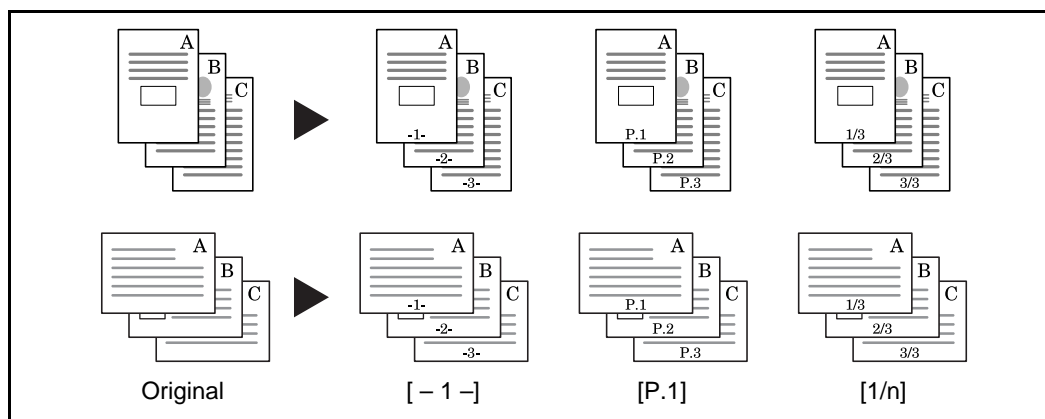 A
B
C
A
B
C
-1-
-2-
-3-
A
B
C
P.1
P.2
P.3
A
B
C
1/3
2/3
3/3
A
B
C
A
B
C
-1-
-2-
-3-
A
B
C
P.1
P.2
P.3
A
B
C
1/3
2/3
3/3
Original
[ – 1 –]
[P.1]
[1/n]